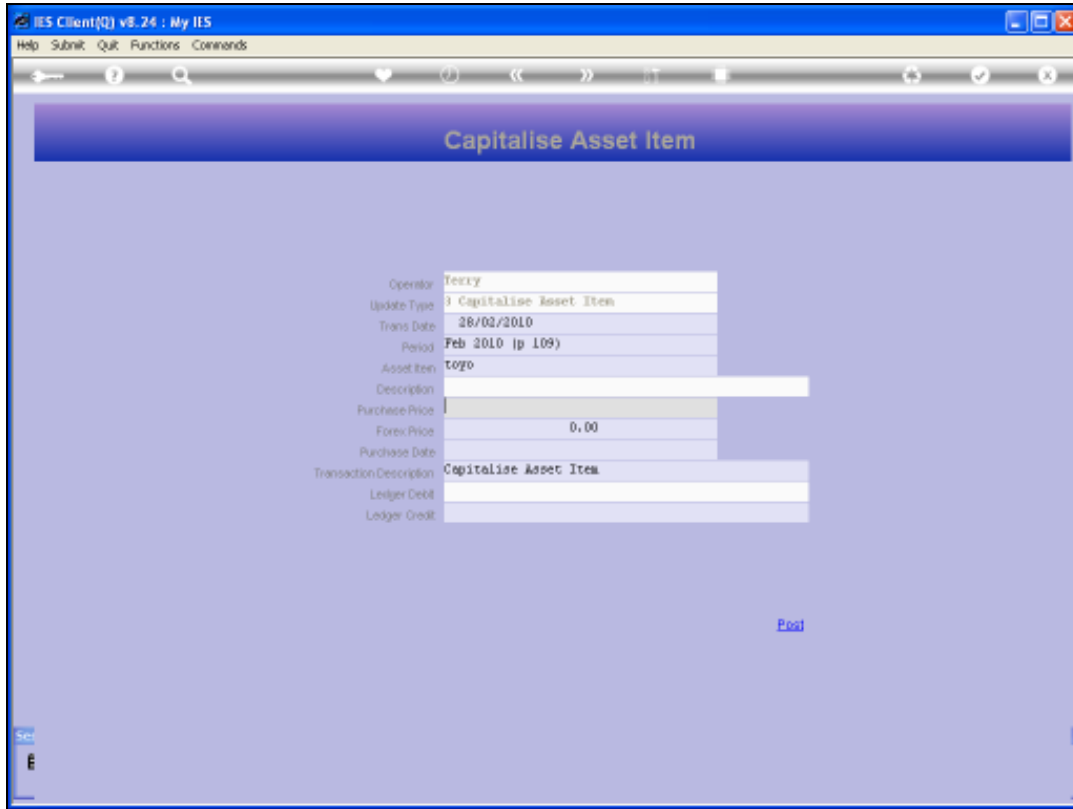 IES Client(Q) v8.24 : My IES
Help Submit Quit Functions Commands
Capitalise Asset Item
Operator Terry
Update Type 3 Capitalise Asset Item
Trans Date 28/02/2010
Period Feb 2010 (p 109)
Asset Item toyo
Description
Purchase Price
Forex Price 0.00
Purchase Date
Transaction Description Capitalise Asset Item
Ledger Debit
Ledger Credit
Post